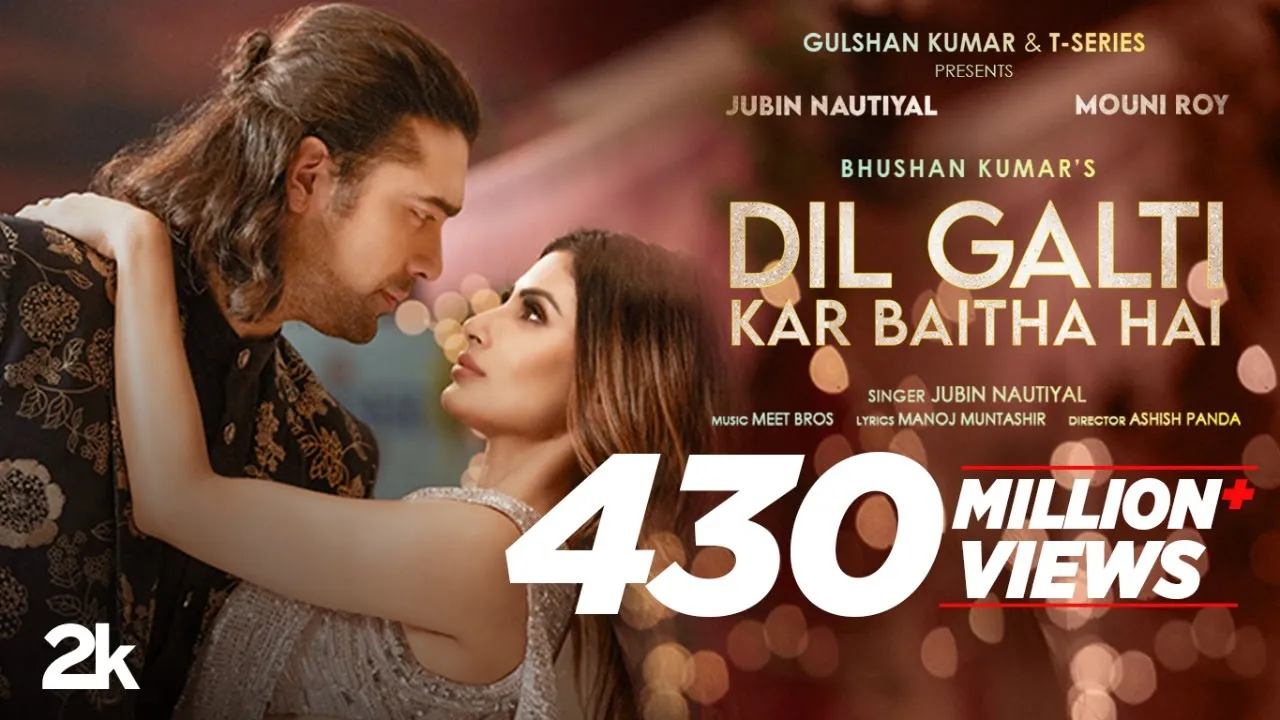 GULSHAN KUMAR & T-SERIES
PRESENTS
JUBIN NAUTIYAL MOUNI ROY
BHUSHAN KUMAR'S
DIL GALTI
KAR BAITHA HAI
SINGER JUBIN NAUTIYAL
MUSIC MEET BROS LYRICS MANOJ MUNTASHIR DIRECTOR ASHISH PANDA
430 MILLION+
VIEWS
2k